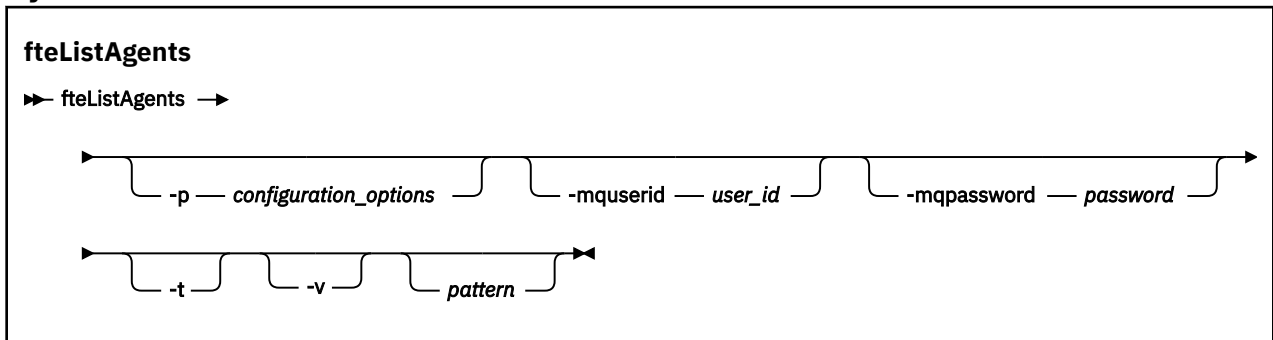 fteListAgents
fteListAgents
-p configuration_options -mquserid user_id -mqpassword password
-t -v pattern